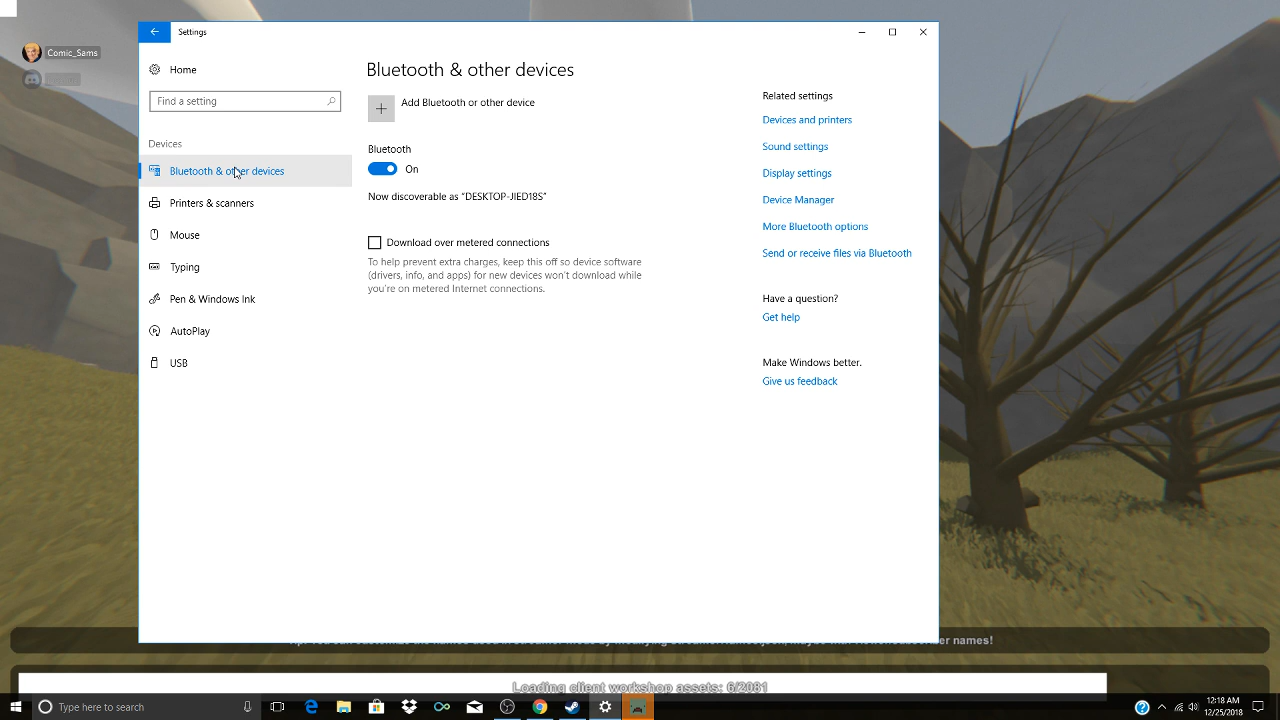 Settings
Comic_Sams
Home
Find a setting
Devices
Bluetooth & other devices
Printers & scanners
Mouse
Typing
Pen & Windows Ink
AutoPlay
USB
Bluetooth & other devices
Add Bluetooth or other device
Bluetooth
On
Now discoverable as "DESKTOP-JIED18S"
Download over metered connections
To help prevent extra charges, keep this off so device software
(drivers, info, and apps) for new devices won't download while
you're on metered Internet connections.
Related settings
Devices and printers
Sound settings
Display settings
Device Manager
More Bluetooth options
Send or receive files via Bluetooth
Have a question?
Get help
Make Windows better.
Give us feedback
er names!
Loading client workshop assets: 6/2081
Type here to search
12:18 AM
12/25/2018